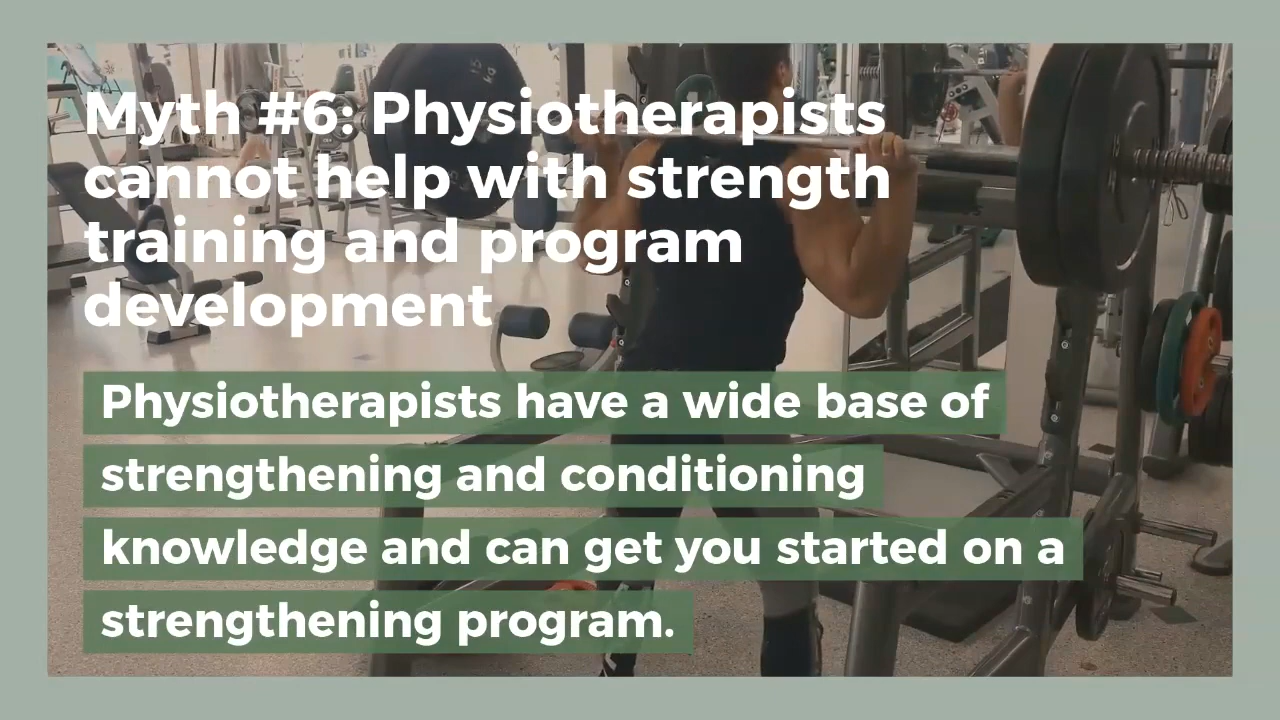 Myth #6: Physiotherapists
cannot help with strength
training and program
development
Physiotherapists have a wide base of
strengthening and conditioning
knowledge and can get you started on a
strengthening program.